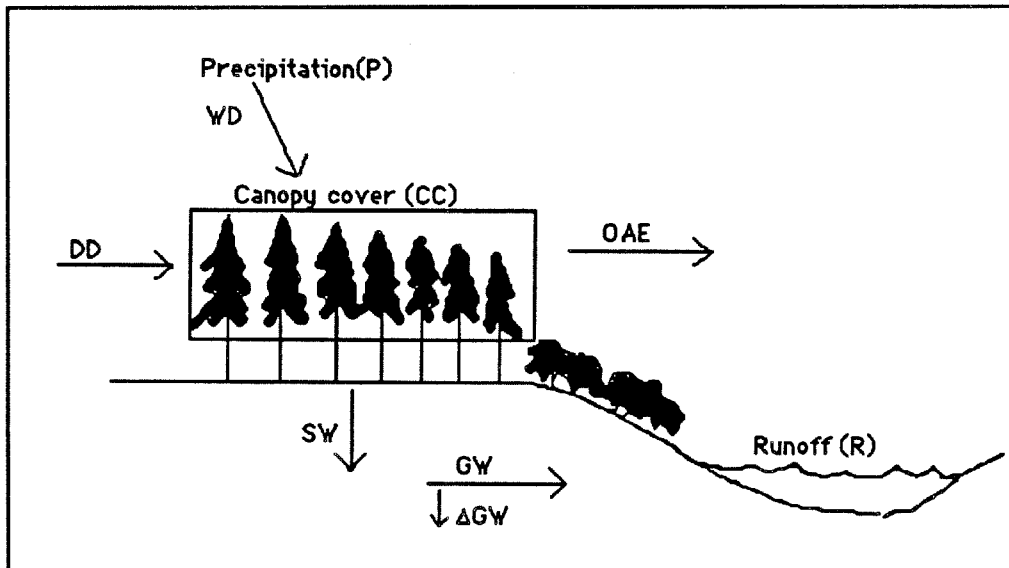 Precipitation(P)
WD
Canopy cover (CC)
DD
OAE
SW
GW
ΔGW
Runoff (R)